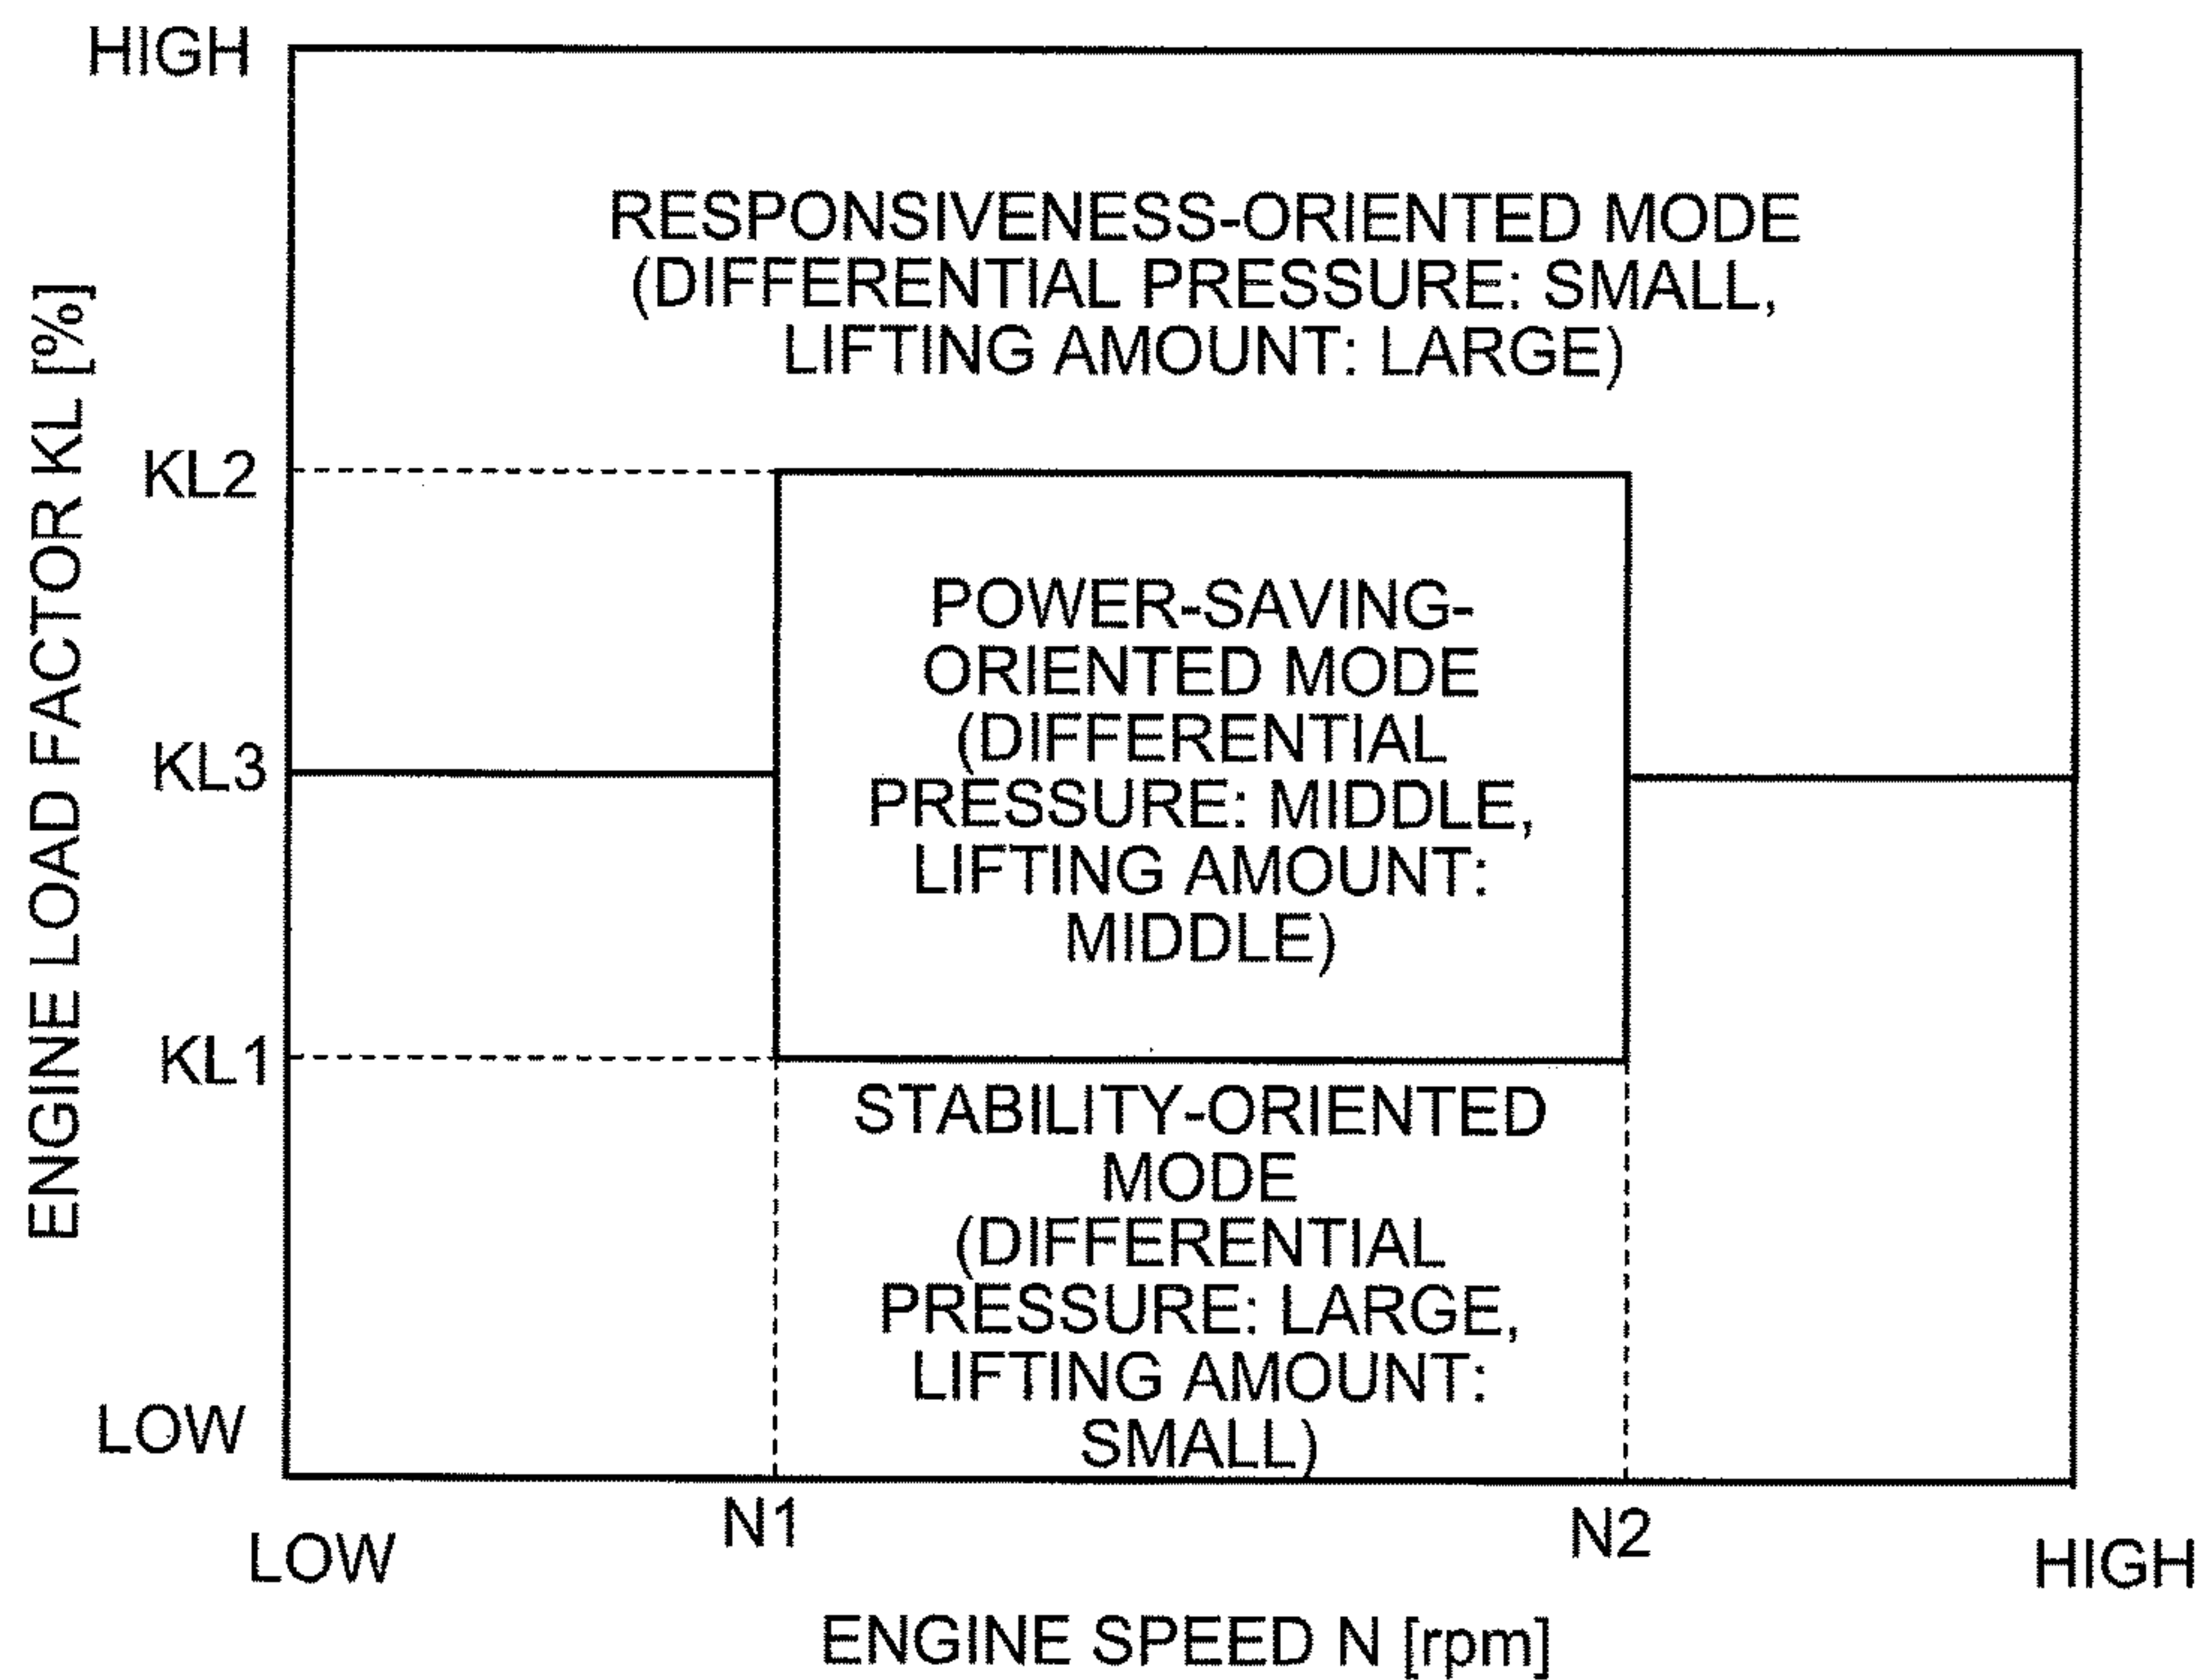 HIGH
RESPONSIVENESS-ORIENTED MODE
(DIFFERENTIAL PRESSURE: SMALL,
LIFTING AMOUNT: LARGE)
ENGINE LOAD FACTOR KL [%]
KL2
POWER-SAVING-
ORIENTED MODE
(DIFFERENTIAL
PRESSURE: MIDDLE,
LIFTING AMOUNT:
MIDDLE)
KL3
KL1
STABILITY-ORIENTED
MODE
(DIFFERENTIAL
PRESSURE: LARGE,
LIFTING AMOUNT:
SMALL)
LOW
LOW
N1
N2
HIGH
ENGINE SPEED N [rpm]